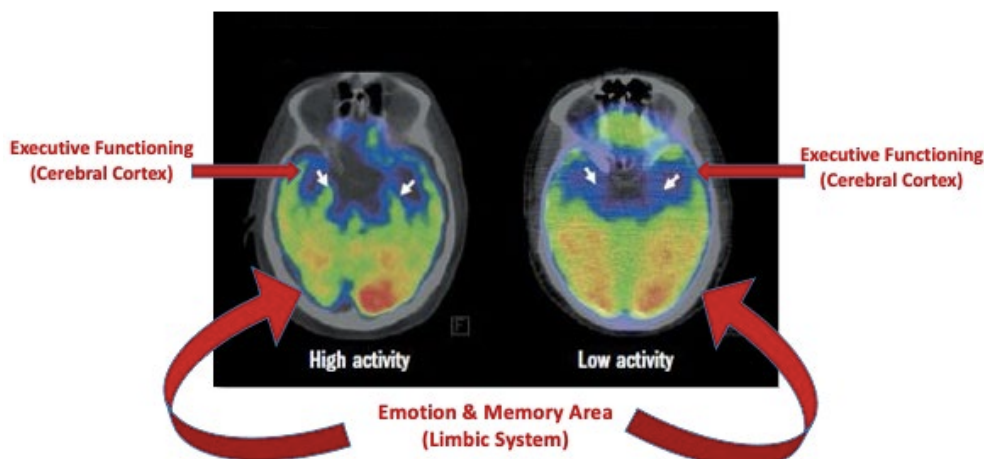 Executive Functioning
(Cerebral Cortex)
Executive Functioning
(Cerebral Cortex)
F
High activity
Low activity
Emotion & Memory Area
(Limbic System)